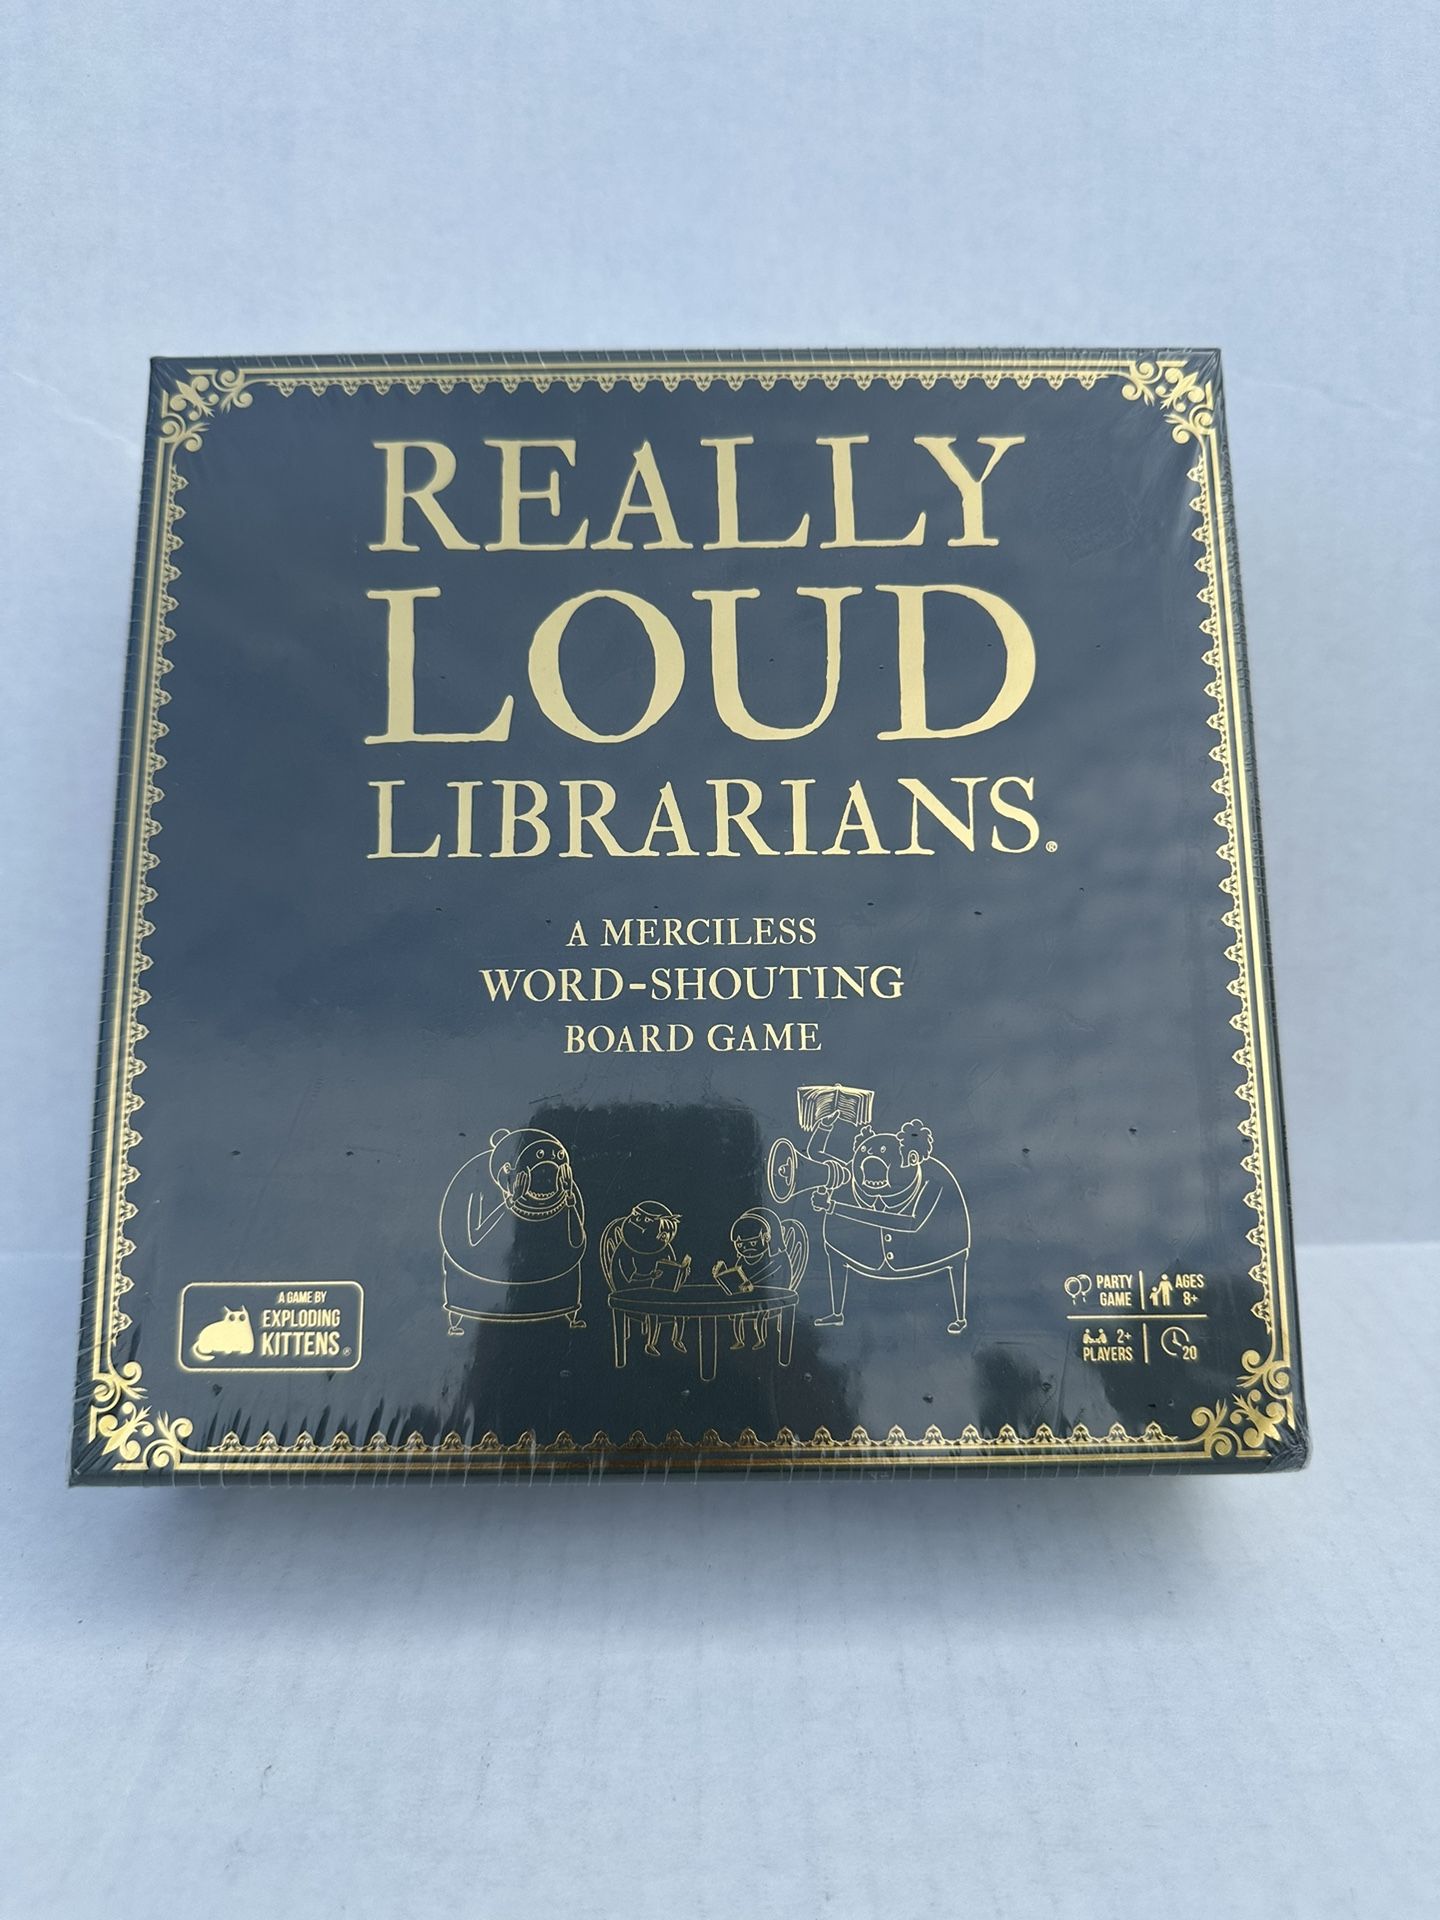 REALLY
LOUD
LIBRARIANS®
A MERCILESS
WORD-SHOUTING
BOARD GAME
A GAME BY
EXPLODING
KITTENS®
PARTY
GAME
AGES
8+
2+
PLAYERS
20